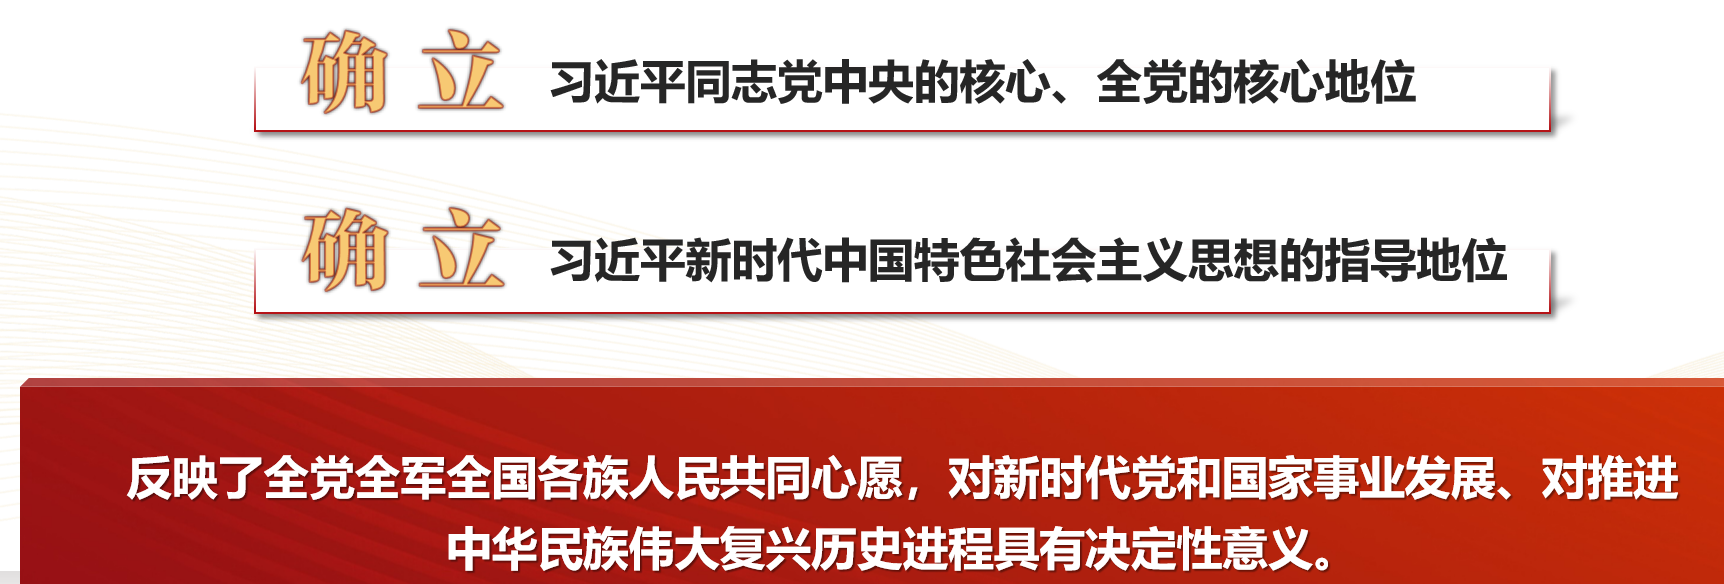 确立 习近平同志党中央的核心、全党的核心地位
确立 习近平新时代中国特色社会主义思想的指导地位
反映了全党全军全国各族人民共同心愿，对新时代党和国家事业发展、对推进
中华民族伟大复兴历史进程具有决定性意义。